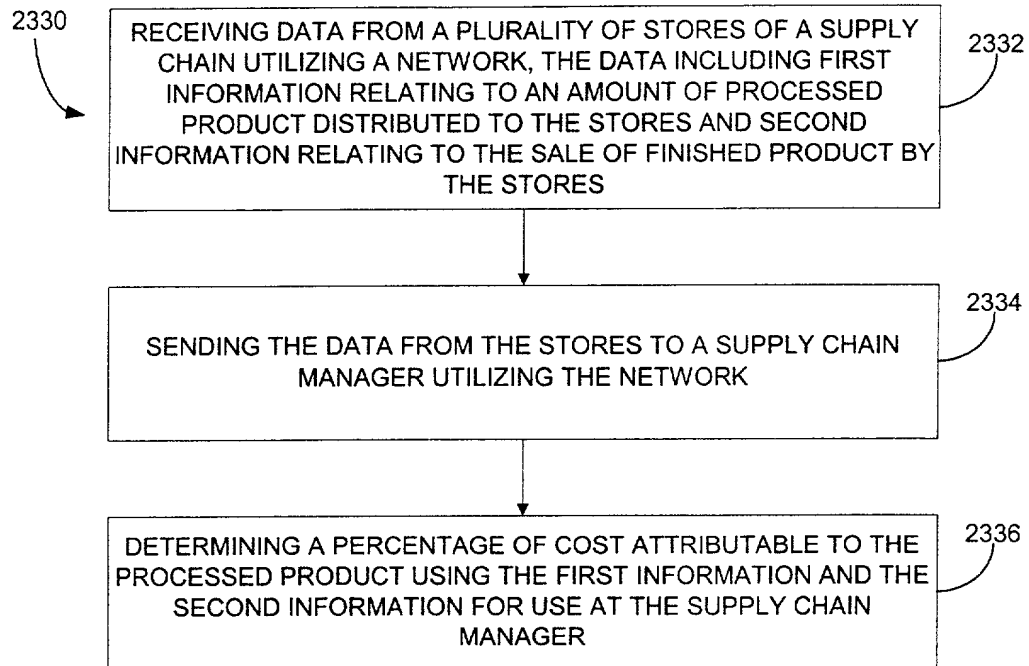 2330
RECEIVING DATA FROM A PLURALITY OF STORES OF A SUPPLY
CHAIN UTILIZING A NETWORK, THE DATA INCLUDING FIRST
INFORMATION RELATING TO AN AMOUNT OF PROCESSED
PRODUCT DISTRIBUTED TO THE STORES AND SECOND
INFORMATION RELATING TO THE SALE OF FINISHED PRODUCT BY
THE STORES
2332
SENDING THE DATA FROM THE STORES TO A SUPPLY CHAIN
MANAGER UTILIZING THE NETWORK
2334
DETERMINING A PERCENTAGE OF COST ATTRIBUTABLE TO THE
PROCESSED PRODUCT USING THE FIRST INFORMATION AND THE
SECOND INFORMATION FOR USE AT THE SUPPLY CHAIN
MANAGER
2336